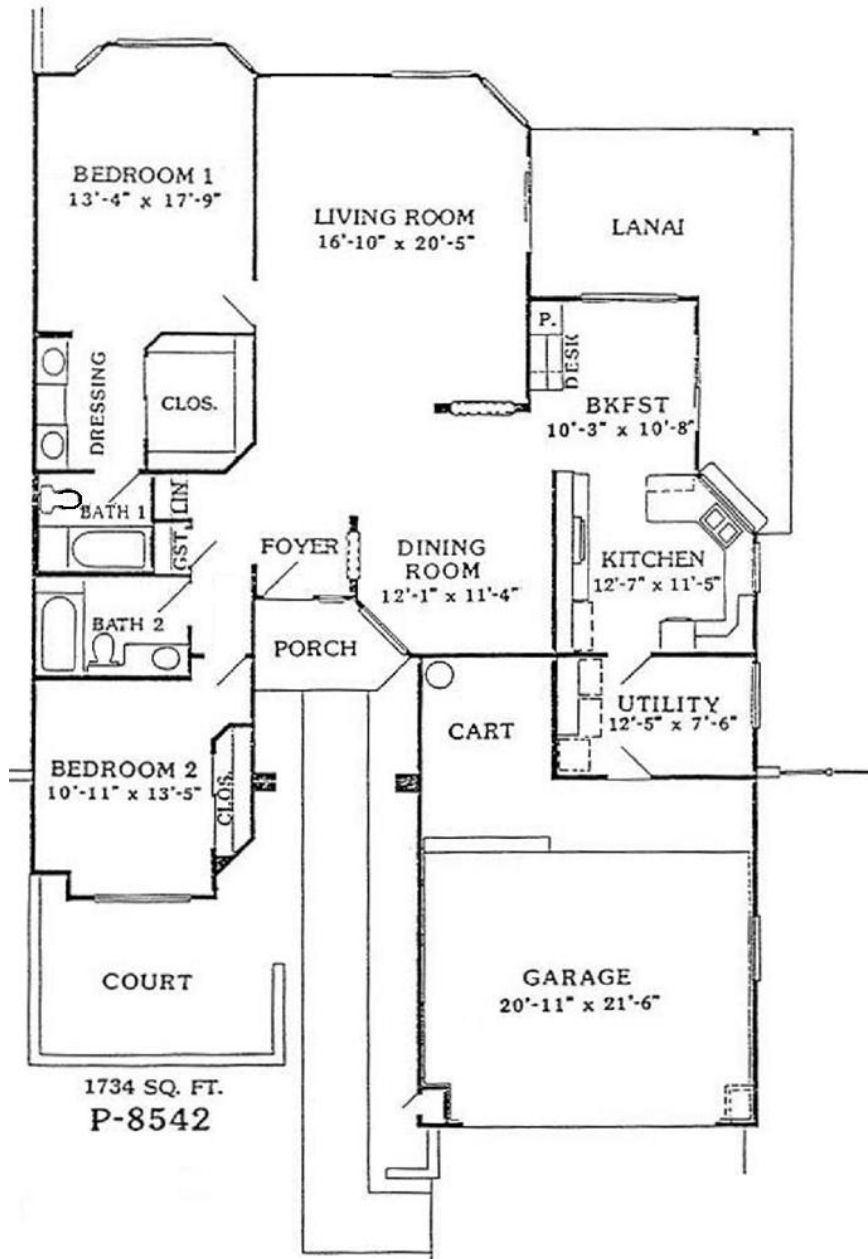 BEDROOM 1
13'-4" x 17'-9"
LIVING ROOM
16'-10" x 20'-5"
LANAI
P.
DESK
DRESSING
CLOS.
BKFST
10'-3" x 10'-8"
BATH 1
LIN
GST
FOYER
DINING
ROOM
12'-1" x 11'-4"
KITCHEN
12'-7" x 11'-5"
BATH 2
PORCH
CART
UTILITY
12'-5" x 7'-6"
BEDROOM 2
10'-11" x 13'-5"
CLOS.
COURT
GARAGE
20'-11" x 21'-6"
1734 SQ. FT.
P-8542